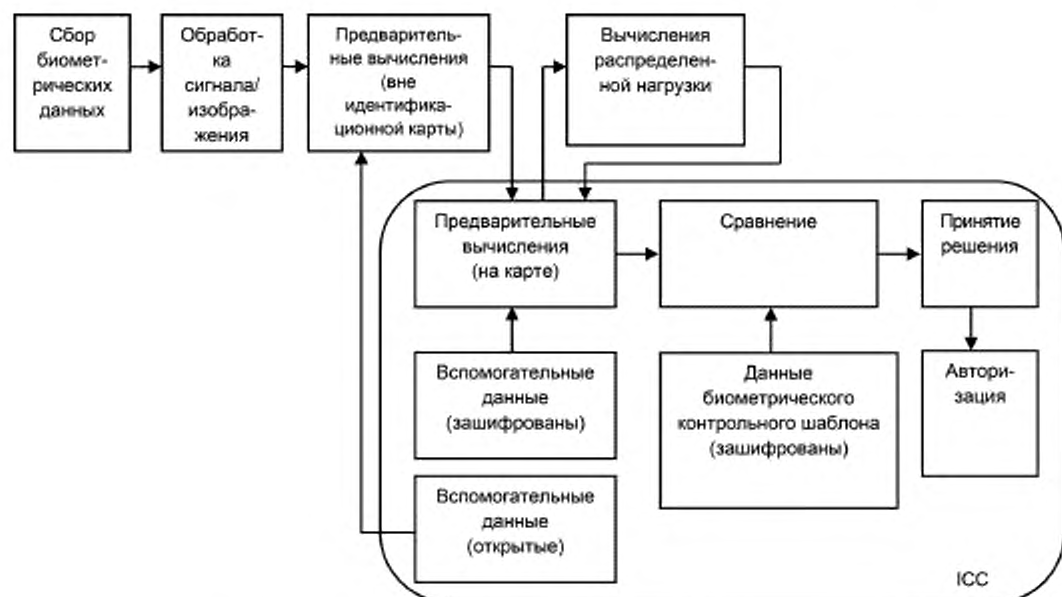 Сбор
биомет-
рических
данных
Обработ-
ка
сигнала/
изобра-
жения
Предваритель-
ные вычисления
(вне
идентифика-
ционной карты)
Вычисления
распределен-
ной нагрузки
Предварительные
вычисления
(на карте)
Сравнение
Принятие
решения
Вспомогательные
данные
(зашифрованы)
Данные
биометрического
контрольного шаблона
(зашифрованы)
Автори-
зация
Вспомогательные
данные
(открытые)
ICC